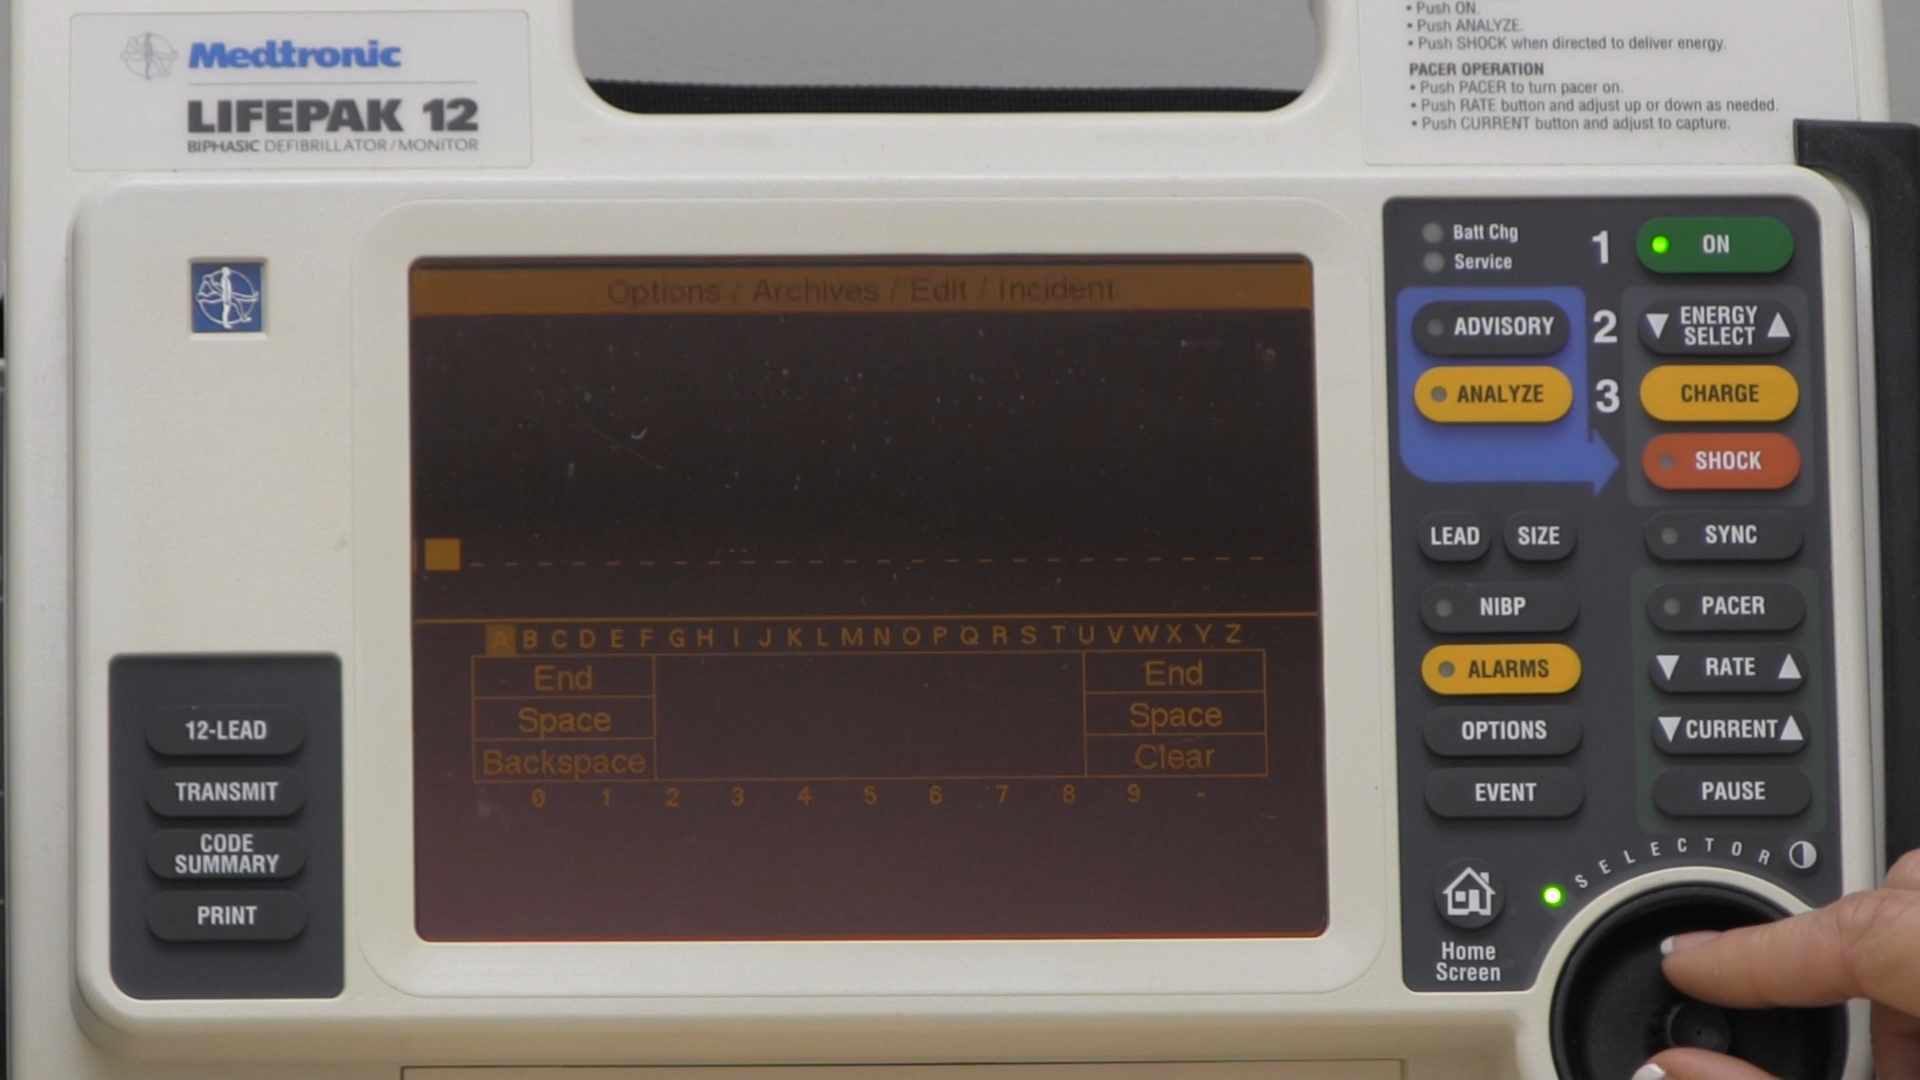 Medtronic
LIFEPAK 12
BIPHASIC DEFIBRILLATOR/MONITOR
• Push ON.
• Push ANALYZE.
• Push SHOCK when directed to deliver energy.
PACER OPERATION
• Push PACER to turn pacer on.
• Push RATE button and adjust up or down as needed.
• Push CURRENT button and adjust to capture.
Options / Archives / Edit / Incident
A B C D E F G H I J K L M N O P Q R S T U V W X Y Z
End
Space
Backspace
End
Space
Clear
0 1 2 3 4 5 6 7 8 9 -
12-LEAD
TRANSMIT
CODE
SUMMARY
PRINT
Batt Chg
Service
1
ON
ADVISORY
2
ENERGY
SELECT
ANALYZE
3
CHARGE
SHOCK
LEAD
SIZE
SYNC
NIBP
PACER
ALARMS
RATE
OPTIONS
CURRENT
EVENT
PAUSE
SELECTOR
Home
Screen